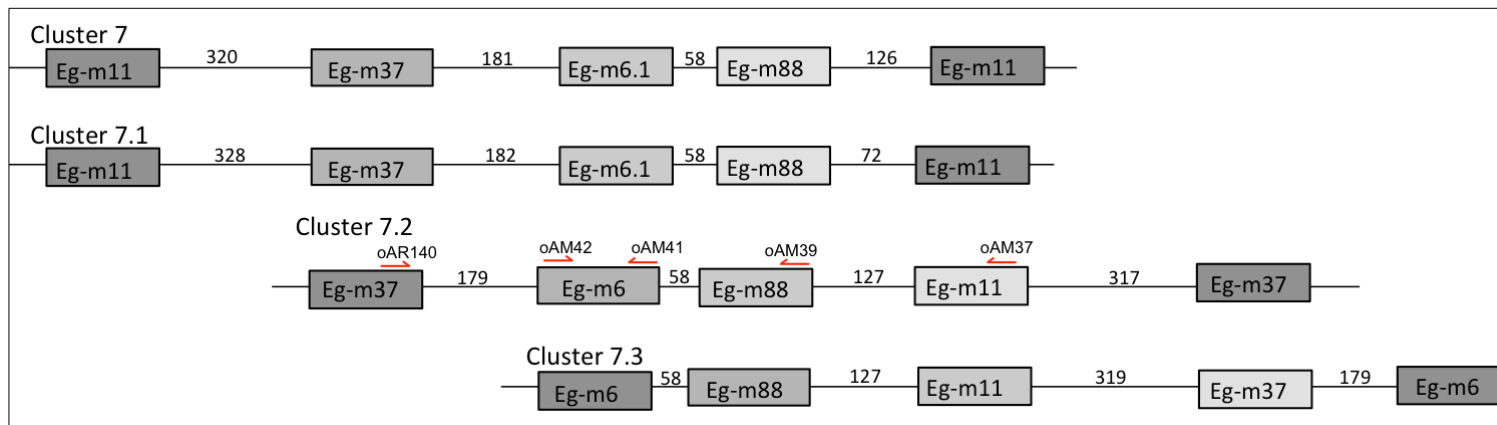 Cluster 7
320 181 58 126
Eg-m11 Eg-m37 Eg-m6.1 Eg-m88 Eg-m11
Cluster 7.1
328 182 58 72
Eg-m11 Eg-m37 Eg-m6.1 Eg-m88 Eg-m11
Cluster 7.2
oAR140 oAM42 oAM41 oAM39 oAM37
179 58 127 317
Eg-m37 Eg-m6 Eg-m88 Eg-m11 Eg-m37
Cluster 7.3
58 127 319 179
Eg-m6 Eg-m88 Eg-m11 Eg-m37 Eg-m6